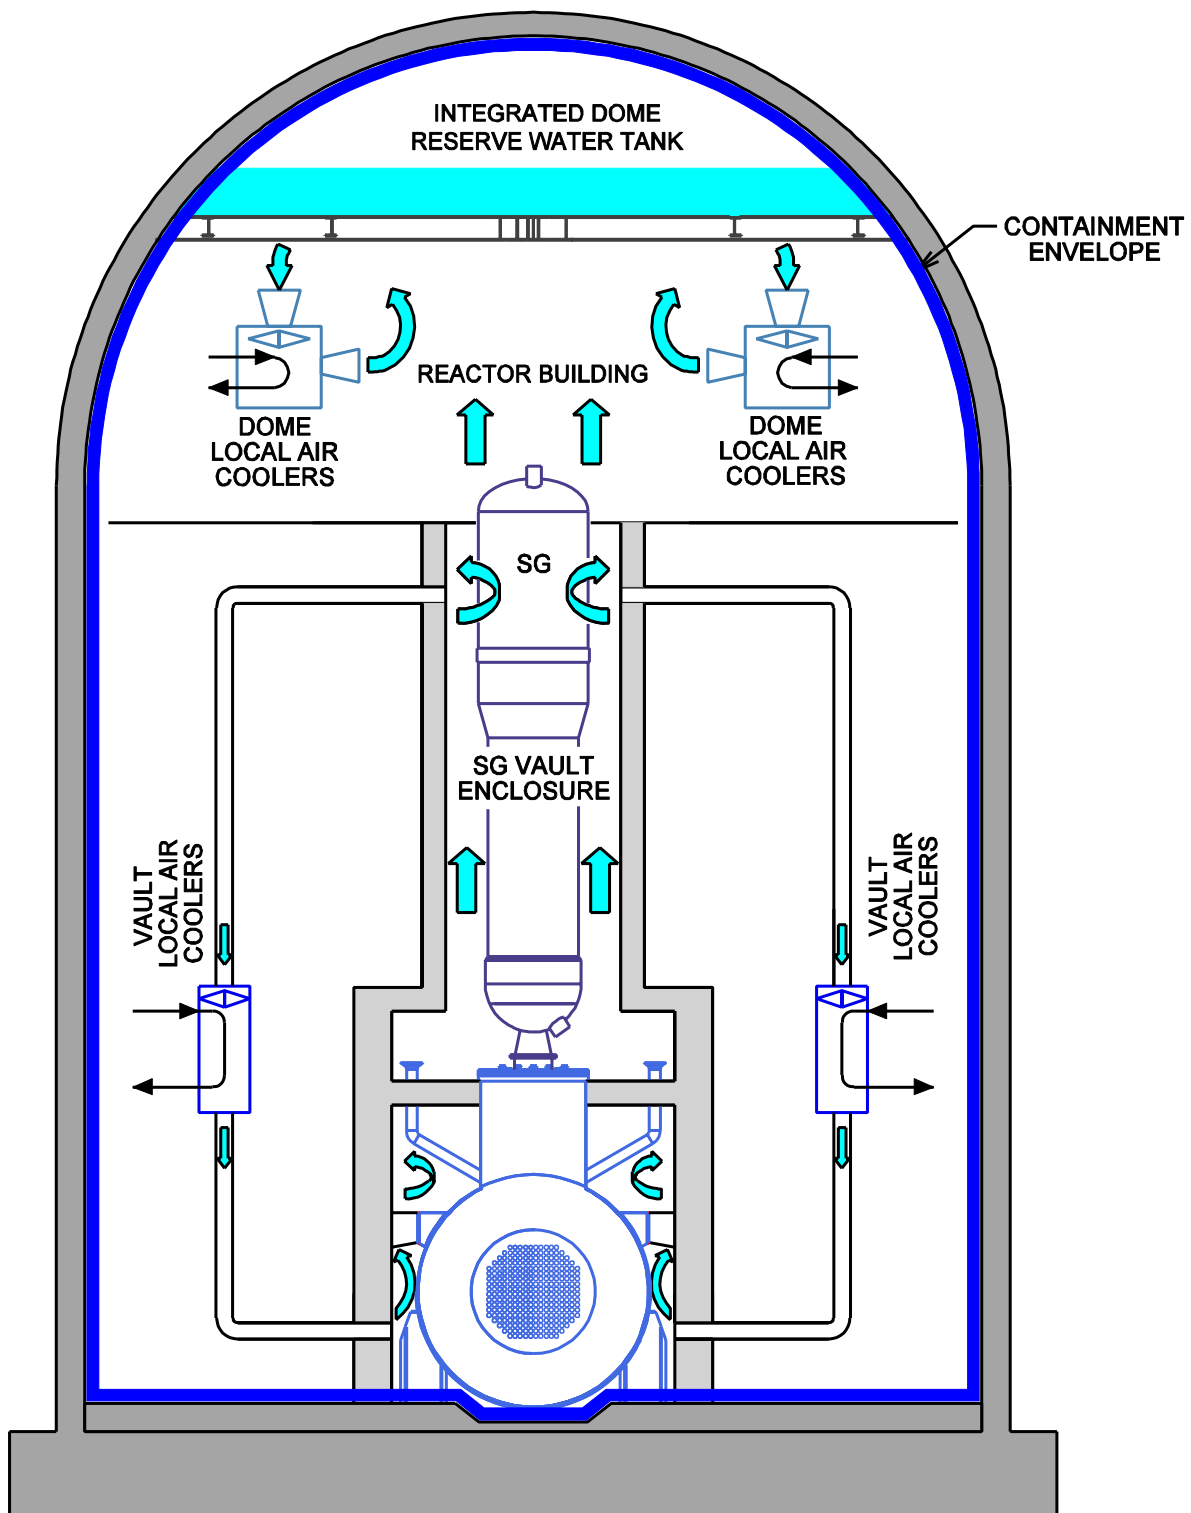 INTEGRATED DOME
RESERVE WATER TANK
CONTAINMENT
ENVELOPE
REACTOR BUILDING
DOME
LOCAL AIR
COOLERS
DOME
LOCAL AIR
COOLERS
SG
SG VAULT
ENCLOSURE
VAULT
LOCAL AIR
COOLERS
VAULT
LOCAL AIR
COOLERS